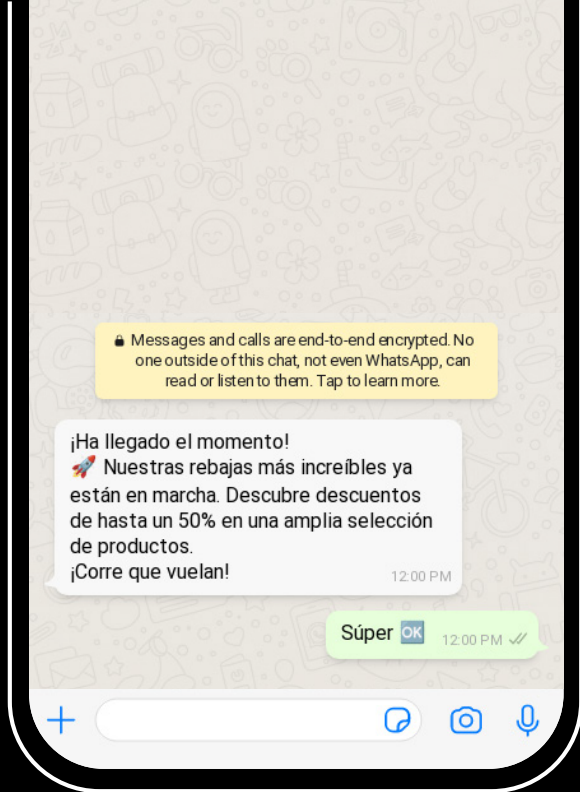 🔒 Messages and calls are end-to-end encrypted. No
one outside of this chat, not even WhatsApp, can
read or listen to them. Tap to learn more.
¡Ha llegado el momento!
🚀 Nuestras rebajas más increíbles ya
están en marcha. Descubre descuentos
de hasta un 50% en una amplia selección
de productos.
¡Corre que vuelan!
12:00 PM
Súper 🆗
12:00 PM